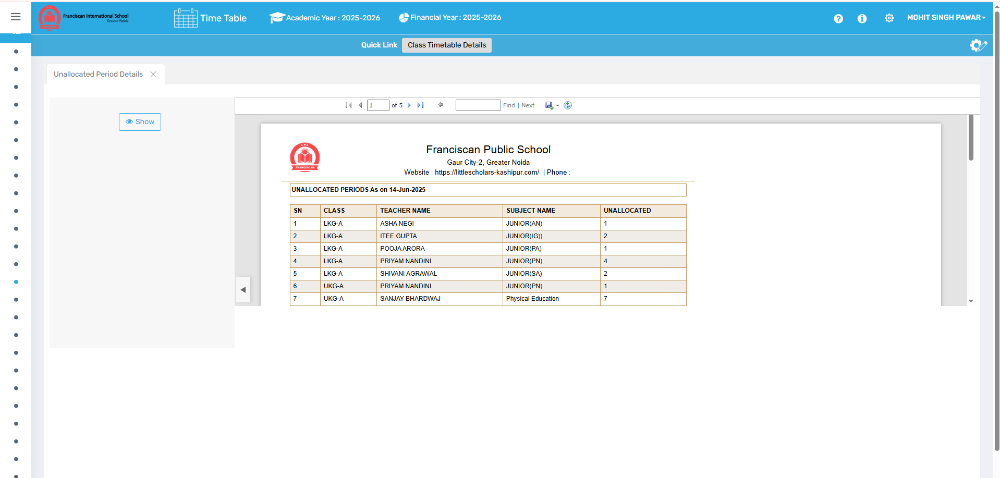 Franciscan International School
Greater Noida
Time Table
Academic Year : 2025-2026
Financial Year : 2025-2026
MOHIT SINGH PAWAR
Quick Link
Class Timetable Details
Unallocated Period Details
Show
1 of 5
Find | Next
FRANCISCAN
Franciscan Public School
Gaur City-2, Greater Noida
Website : https://littlescholars-kashipur.com/ | Phone :
UNALLOCATED PERIODS As on 14-Jun-2025
SN CLASS TEACHER NAME SUBJECT NAME UNALLOCATED
1 LKG-A ASHA NEGI JUNIOR(AN) 1
2 LKG-A ITEE GUPTA JUNIOR(IG)) 2
3 LKG-A POOJA ARORA JUNIOR(PA) 1
4 LKG-A PRIYAM NANDINI JUNIOR(PN) 4
5 LKG-A SHIVANI AGRAWAL JUNIOR(SA) 2
6 UKG-A PRIYAM NANDINI JUNIOR(PN) 1
7 UKG-A SANJAY BHARDWAJ Physical Education 7